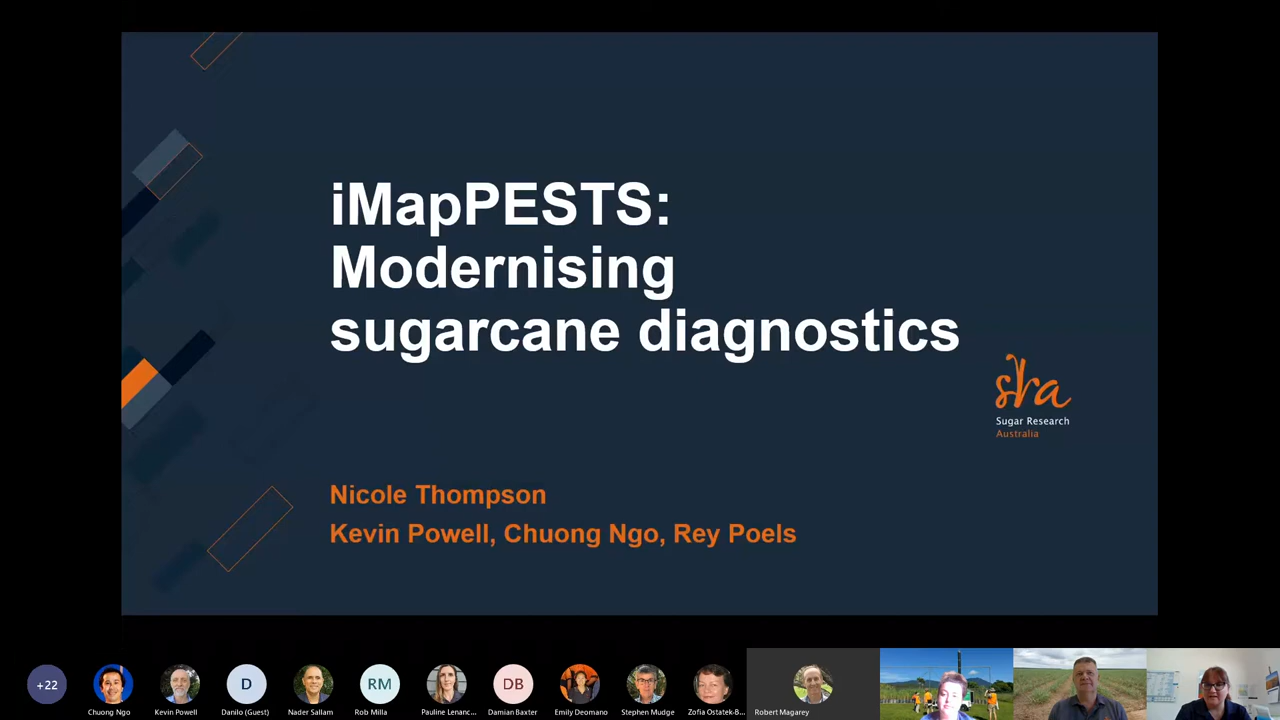 iMapPESTS:
Modernising
sugarcane diagnostics
sra
Sugar Research
Australia
Nicole Thompson
Kevin Powell, Chuong Ngo, Rey Poels
+22
D
RM
DB
Chuong Ngo
Kevin Powell
Danilo (Guest)
Nader Sallam
Rob Milla
Pauline Lenanc...
Damian Baxter
Emily Deomano
Stephen Mudge
Zofia Ostatek-B...
Robert Magarey